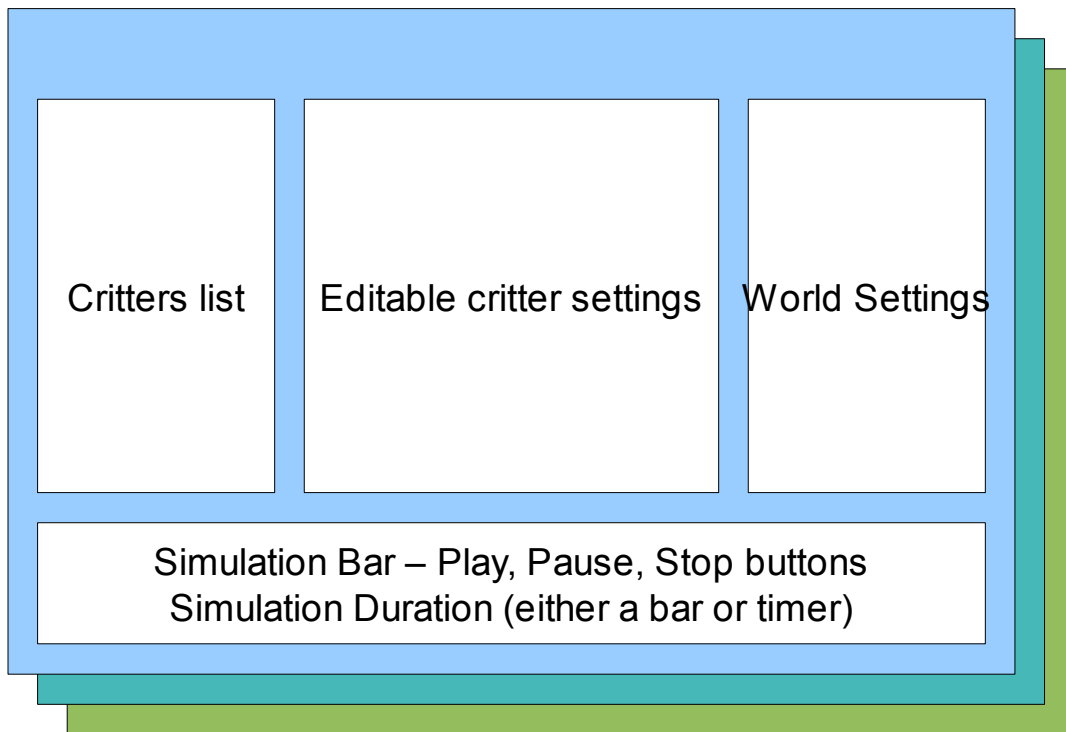 Critters list
Editable critter settings
World Settings
Simulation Bar – Play, Pause, Stop buttons
Simulation Duration (either a bar or timer)